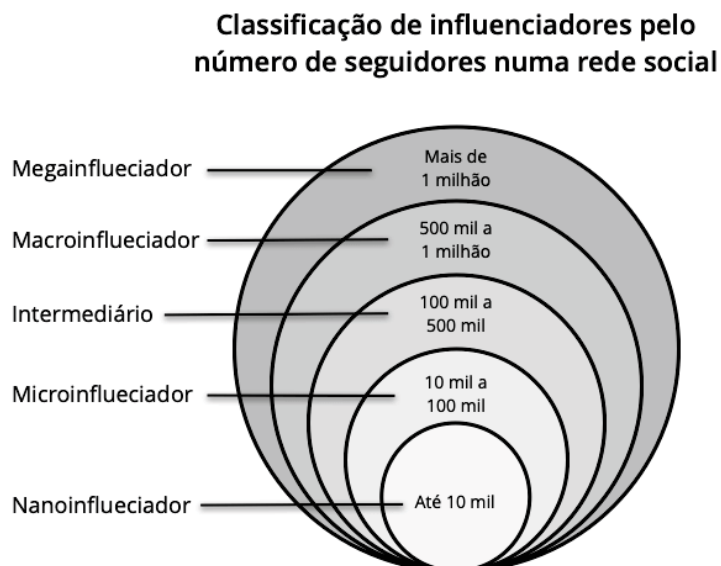 Classificação de influenciadores pelo
número de seguidores numa rede social
Megainflueciador
Mais de
1 milhão
Macroinflueciador
500 mil a
1 milhão
Intermediário
100 mil a
500 mil
Microinflueciador
10 mil a
100 mil
Nanoinflueciador
Até 10 mil